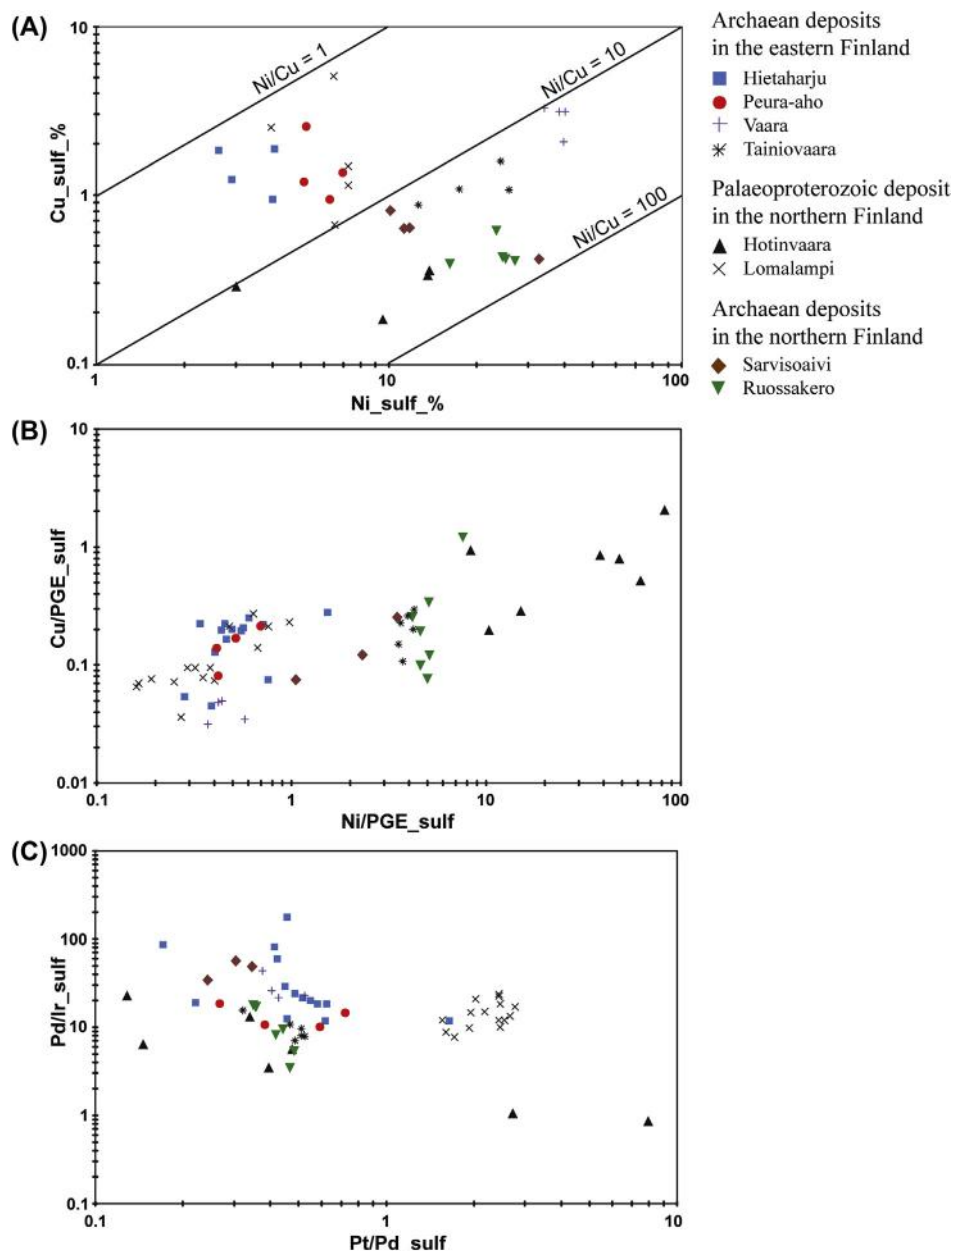 (A)
10
Cu_sulf_%
1
0.1
Ni/Cu = 1
Ni/Cu = 10
Ni/Cu = 100
1
10
100
Ni_sulf_%
Archaean deposits
in the eastern Finland
Hietaharju
Peura-aho
Vaara
Tainiovaara
Palaeoproterozoic deposit
in the northern Finland
Hotinvaara
Lomalampi
Archaean deposits
in the northern Finland
Sarvisoaivi
Ruossakero
(B)
10
Cu/PGE_sulf
1
0.1
0.01
0.1
1
10
100
Ni/PGE_sulf
(C)
1000
100
Pd/Ir_sulf
10
1
0.1
0.1
1
10
Pt/Pd_sulf